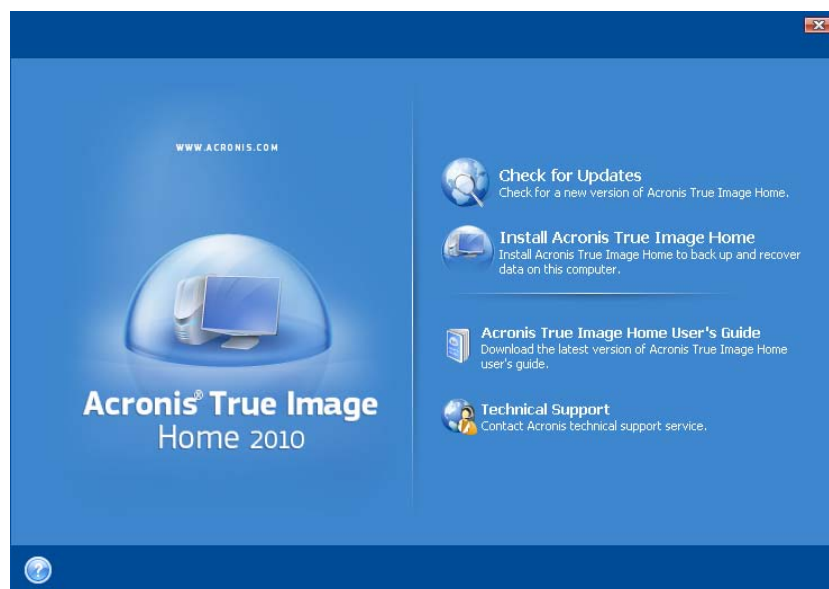 WWW.ACRONIS.COM
Acronis® True Image
Home 2010
Check for Updates
Check for a new version of Acronis True Image Home.
Install Acronis True Image Home
Install Acronis True Image Home to back up and recover
data on this computer.
Acronis True Image Home User's Guide
Download the latest version of Acronis True Image Home
user's guide.
Technical Support
Contact Acronis technical support service.
?